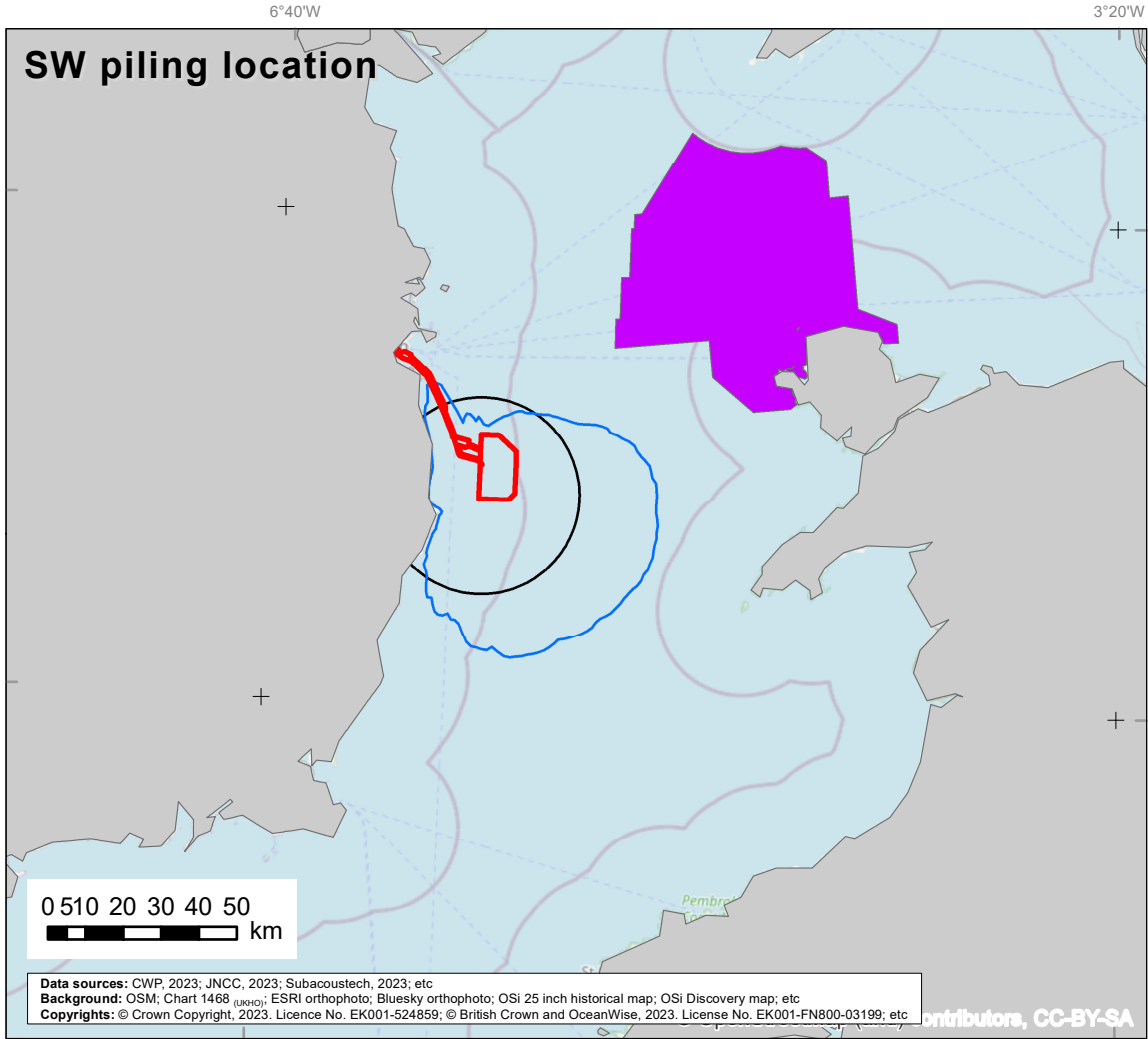 6°40'W
3°20'W
SW piling location
Pembro
0 5 10 20 30 40 50
km
Data sources: CWP, 2023; JNCC, 2023; Subacoustech, 2023; etc
Background: OSM; Chart 1468 (UKHO); ESRI orthophoto; Bluesky orthophoto; OSi 25 inch historical map; OSi Discovery map; etc
Copyrights: © Crown Copyright, 2023. Licence No. EK001-524859; © British Crown and OceanWise, 2023. License No. EK001-FN800-03199; etc
contributors, CC-BY-SA